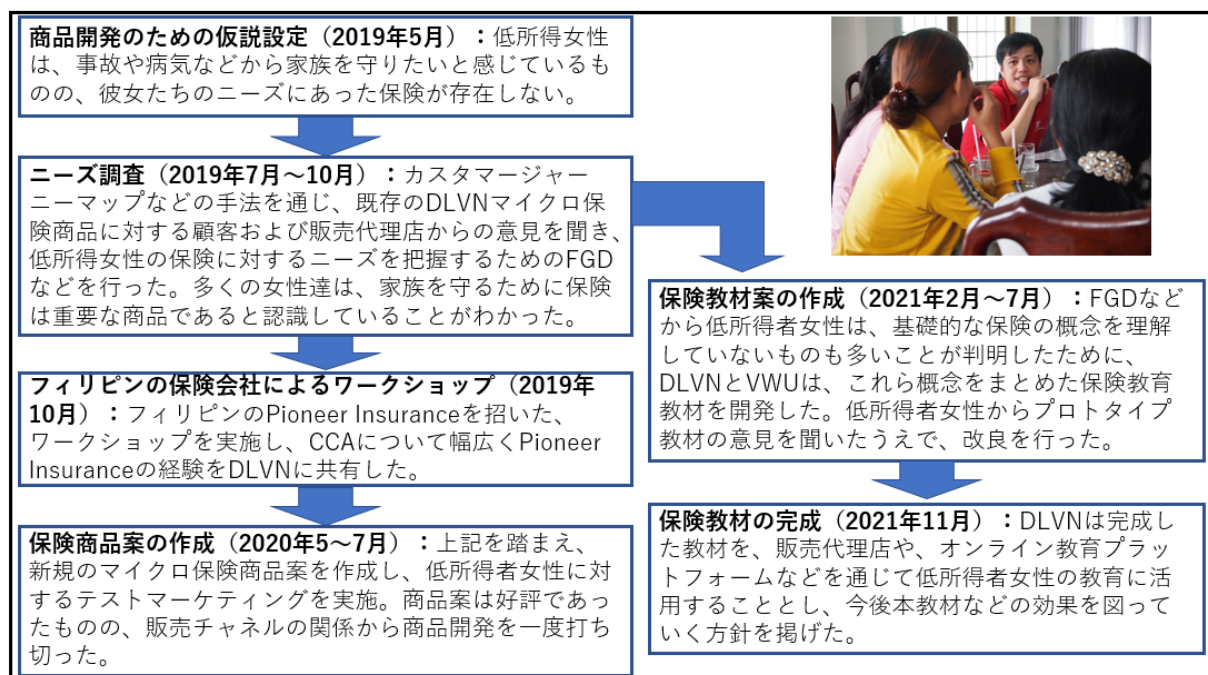 商品開発のための仮説設定（2019年5月）：低所得女性
は、事故や病気などから家族を守りたいと感じているも
のの、彼女たちのニーズにあった保険が存在しない。
ニーズ調査（2019年7月～10月）：カスタマージャー
ニーマップなどの手法を通じ、既存のDLVNマイクロ保
険商品に対する顧客および販売代理店からの意見を聞き、
低所得女性の保険に対するニーズを把握するためのFGD
などを行った。多くの女性達は、家族を守るために保険
は重要な商品であると認識していることがわかった。
フィリピンの保険会社によるワークショップ（2019年
10月）：フィリピンのPioneer Insuranceを招いた、
ワークショップを実施し、CCAについて幅広くPioneer
Insuranceの経験をDLVNに共有した。
保険商品案の作成（2020年5～7月）：上記を踏まえ、
新規のマイクロ保険商品案を作成し、低所得者女性に対
するテストマーケティングを実施。商品案は好評であっ
たものの、販売チャネルの関係から商品開発を一度打ち
切った。
保険教材案の作成（2021年2月～7月）：FGDなど
から低所得者女性は、基礎的な保険の概念を理解
していないものも多いことが判明したために、
DLVNとVWUは、これら概念をまとめた保険教育
教材を開発した。低所得者女性からプロトタイプ
教材の意見を聞いたうえで、改良を行った。
保険教材の完成（2021年11月）：DLVNは完成し
た教材を、販売代理店や、オンライン教育プラッ
トフォームなどを通じて低所得者女性の教育に活
用することとし、今後本教材などの効果を図って
いく方針を掲げた。